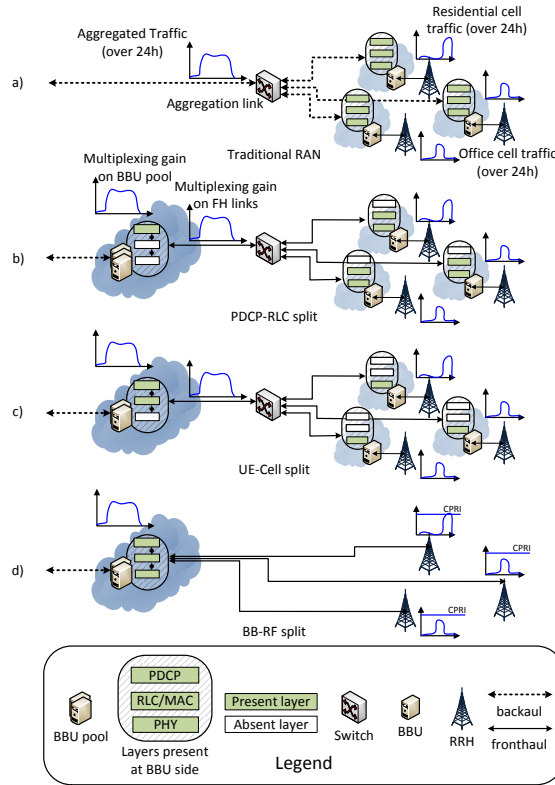 Aggregated Traffic
(over 24h)
Residential cell
traffic (over 24h)
a)
Aggregation link
Traditional RAN
Office cell traffic
(over 24h)
Multiplexing gain
on BBU pool
Multiplexing gain
on FH links
b)
PDCP-RLC split
c)
UE-Cell split
CPRI
CPRI
d)
CPRI
BB-RF split
PDCP
RLC/MAC
PHY
Present layer
Absent layer
BBU pool
Layers present
at BBU side
Switch
BBU
RRH
backaul
fronthaul
Legend